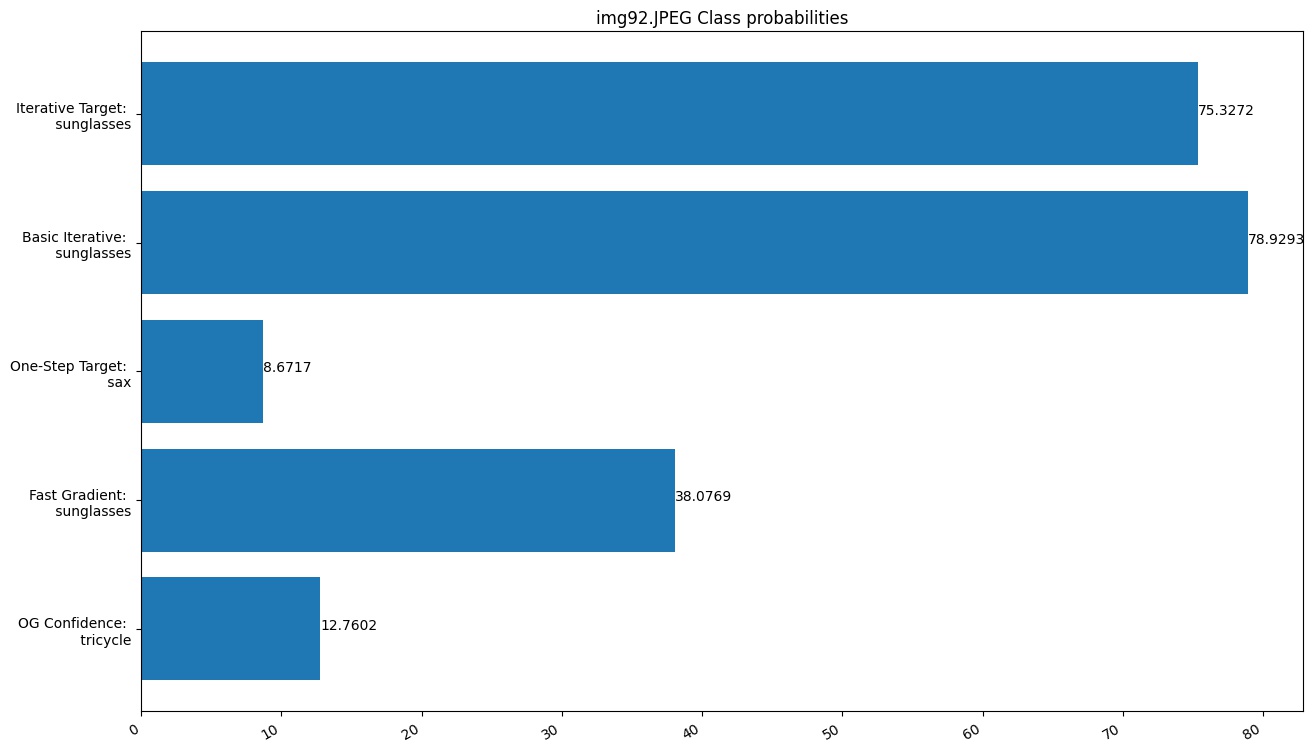 img92.JPEG Class probabilities
Iterative Target:
sunglasses
75.3272
Basic Iterative:
sunglasses
78.9293
One-Step Target:
sax
8.6717
Fast Gradient:
sunglasses
38.0769
OG Confidence:
tricycle
12.7602
0 10 20 30 40 50 60 70 80